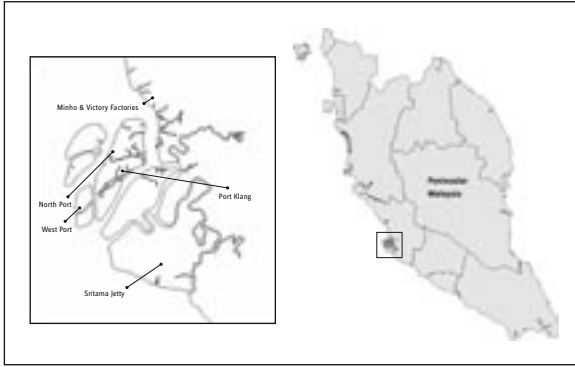 Minho & Victory Factories
North Port
Port Klang
West Port
Sritama Jetty
Peninsular
Malaysia